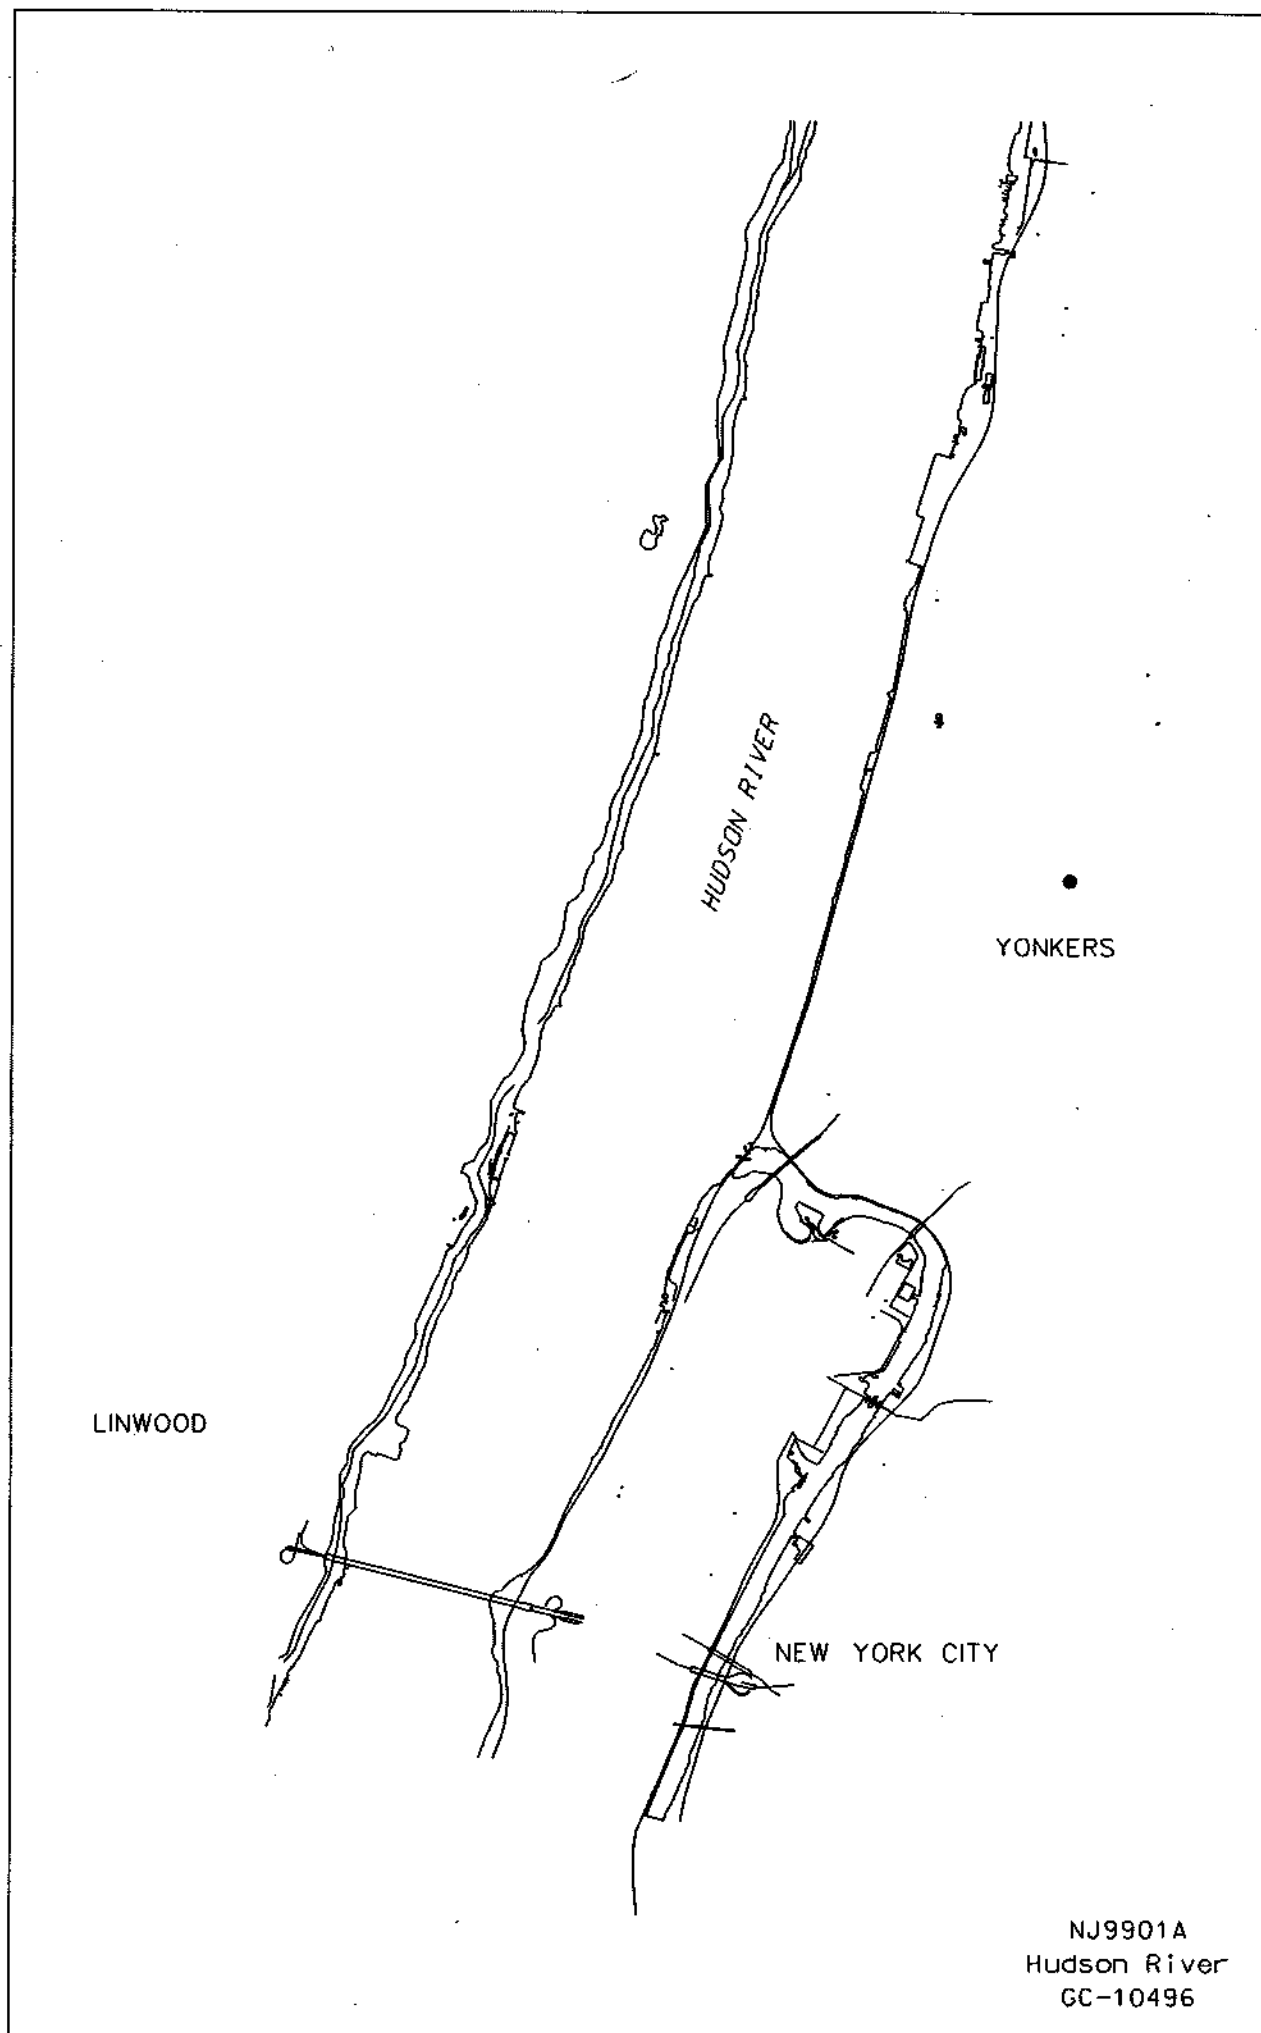 HUDSON RIVER
YONKERS
LINWOOD
NEW YORK CITY
NJ9901A
Hudson River
GC-10496